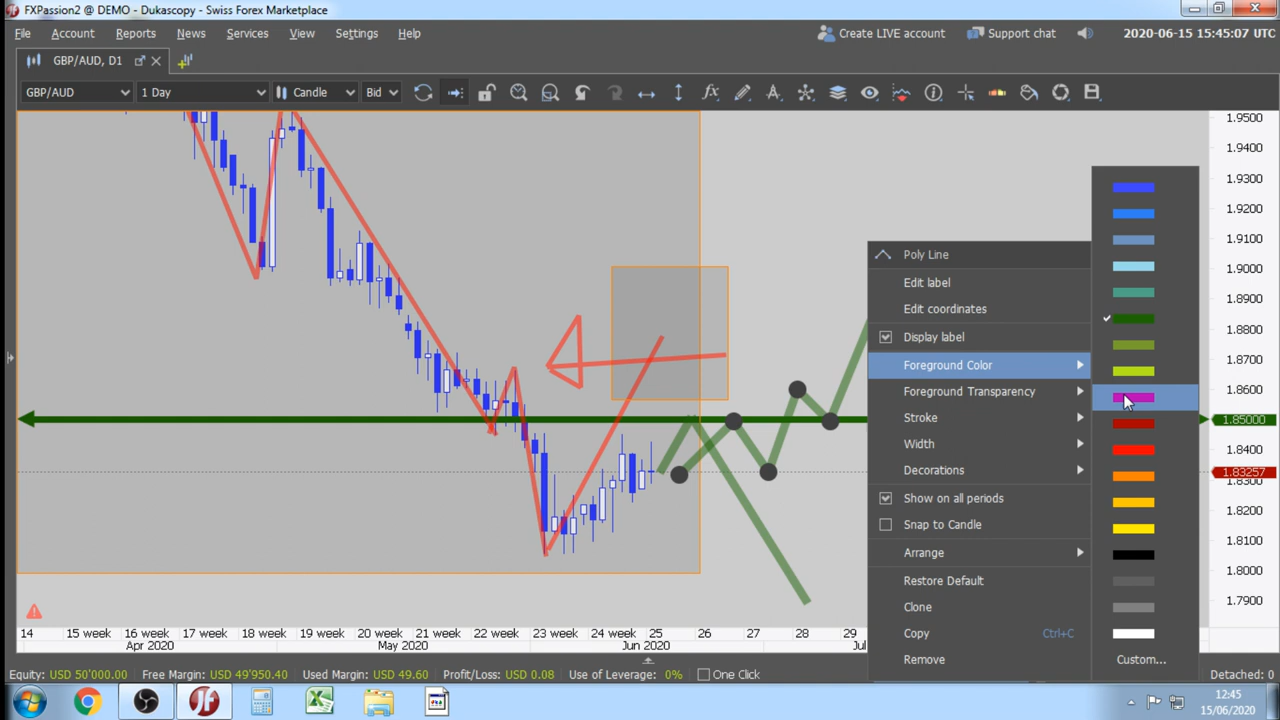 FXPassion2 @ DEMO - Dukascopy - Swiss Forex Marketplace
File Account Reports News Services View Settings Help
Create LIVE account Support chat 2020-06-15 15:45:07 UTC
GBP/AUD, D1
GBP/AUD 1 Day Candle Bid
1.9500
1.9400
1.9300
1.9200
1.9100
1.9000
1.8900
1.8800
1.8700
1.8600
1.85000
1.8400
1.83257
1.8300
1.8200
1.8100
1.8000
1.7900
Poly Line
Edit label
Edit coordinates
Display label
Foreground Color
Foreground Transparency
Stroke
Width
Decorations
Show on all periods
Snap to Candle
Arrange
Restore Default
Clone
Copy Ctrl+C
Remove
Custom...
14 15 week 16 week 17 week 18 week 19 week 20 week 21 week 22 week 23 week 24 week 25 26 27 28 29
Apr 2020 May 2020 Jun 2020 Jul
Equity: USD 50'000.00 Free Margin: USD 49'950.40 Used Margin: USD 49.60 Profit/Loss: USD 0.08 Use of Leverage: 0% One Click Detached: 0
12:45
15/06/2020